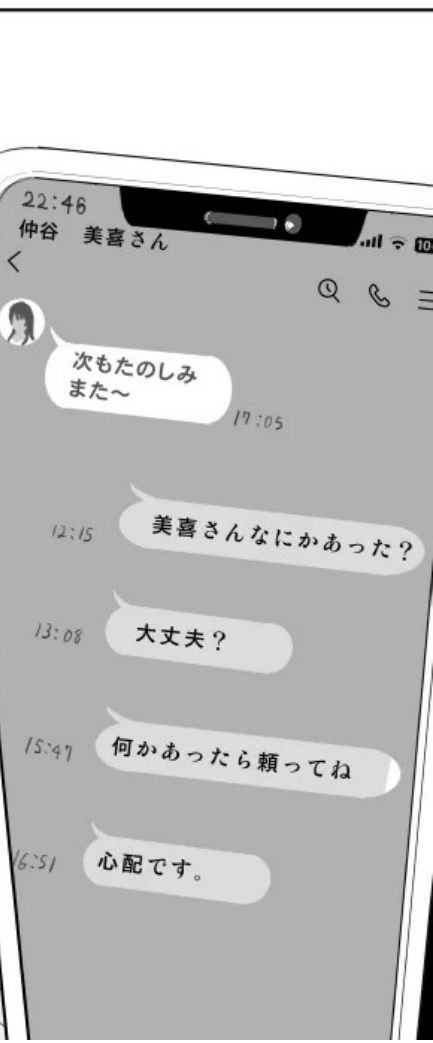 22:46
仲谷　美喜さん
次もたのしみ
また～
17:05
12:15
美喜さんなにかあった？
13:08
大丈夫？
15:47
何かあったら頼ってね
16:51
心配です。